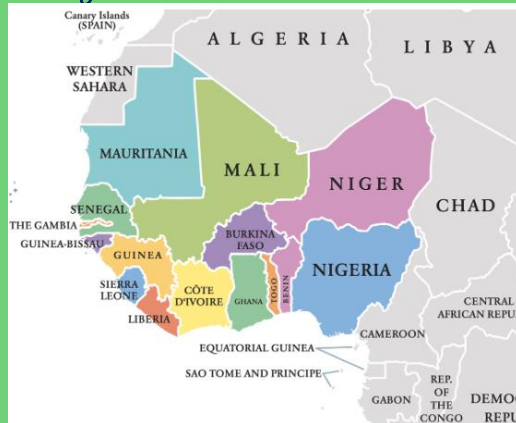 Canary Islands
(SPAIN)
ALGERIA
LIBYA
WESTERN
SAHARA
MAURITANIA
MALI
NIGER
CHAD
SENEGAL
THE GAMBIA
GUINEA-BISSAU
GUINEA
BURKINA
FASO
NIGERIA
SIERRA
LEONE
CÔTE
D'IVOIRE
GHANA
TOGO
BENIN
LIBERIA
CENTRAL
AFRICAN REPU
CAMEROON
EQUATORIAL GUINEA
SAO TOME AND PRINCIPE
GABON
REP.
OF
THE
CONGO
DEMO
REPU